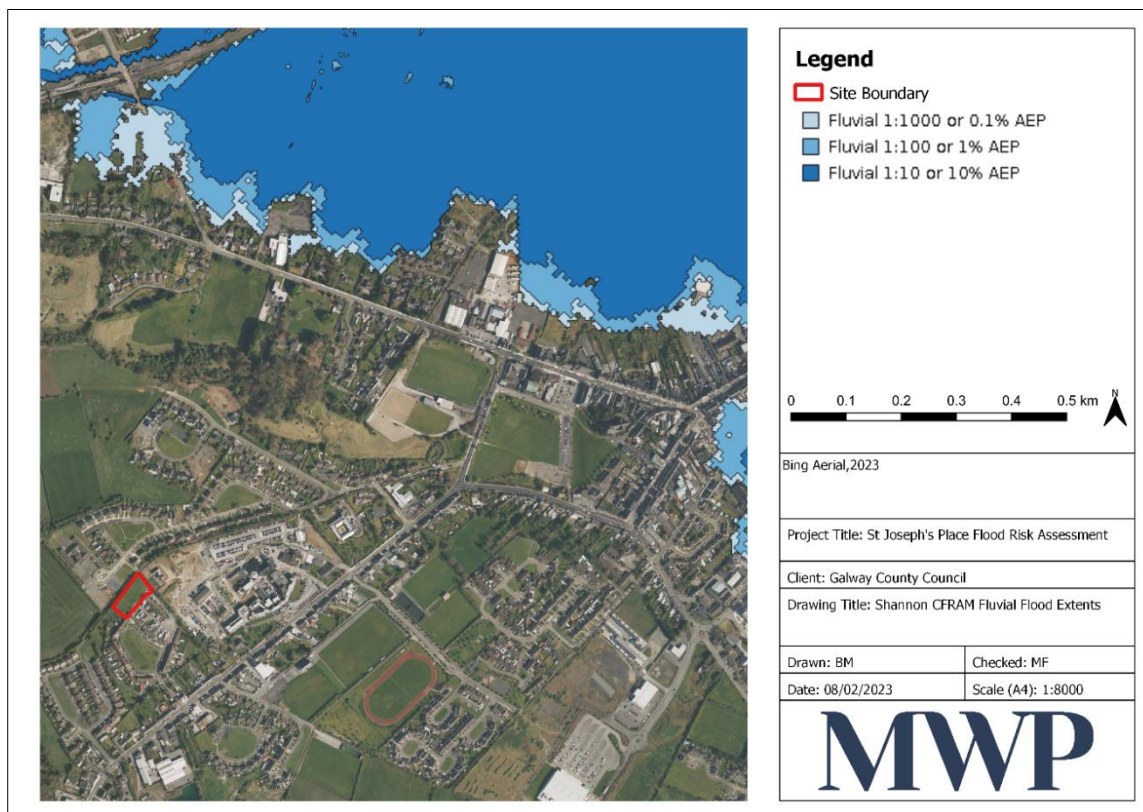 Legend
Site Boundary
Fluvial 1:1000 or 0.1% AEP
Fluvial 1:100 or 1% AEP
Fluvial 1:10 or 10% AEP
0 0.1 0.2 0.3 0.4 0.5 km
N
Bing Aerial,2023
Project Title: St Joseph's Place Flood Risk Assessment
Client: Galway County Council
Drawing Title: Shannon CFRAM Fluvial Flood Extents
Drawn: BM Checked: MF
Date: 08/02/2023 Scale (A4): 1:8000
MWP